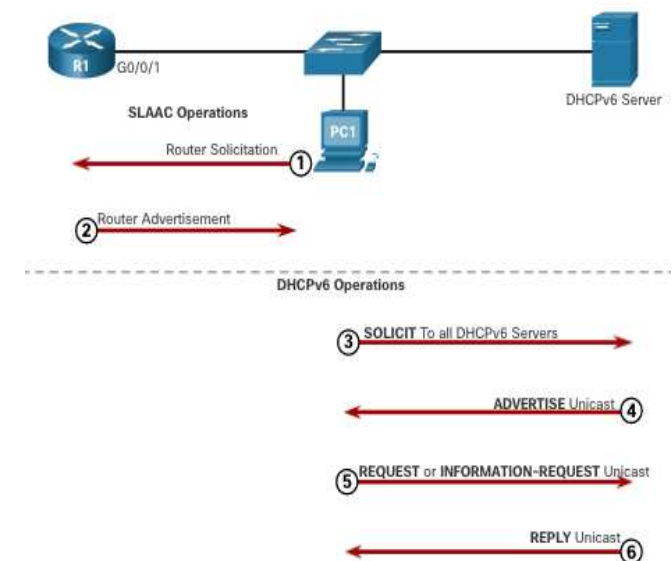 R1
G0/0/1
DHCPv6 Server
SLAAC Operations
PC1
Router Solicitation
1
2
Router Advertisement
DHCPv6 Operations
3
SOLICIT To all DHCPv6 Servers
ADVERTISE Unicast
4
5
REQUEST or INFORMATION-REQUEST Unicast
REPLY Unicast
6